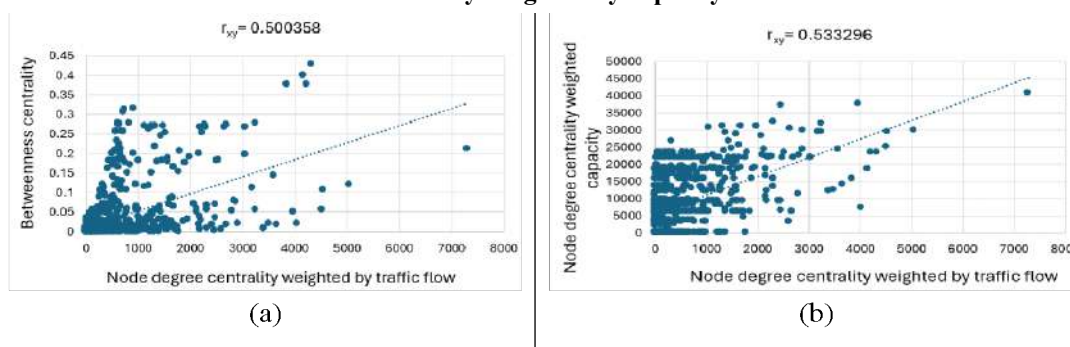 r_xy= 0.500358
Betweenness centrality
0.45
0.4
0.35
0.3
0.25
0.2
0.15
0.1
0.05
0
0 1000 2000 3000 4000 5000 6000 7000 8000
Node degree centrality weighted by traffic flow
(a)
r_xy= 0.533296
Node degree centrality weighted
capacity
50000
45000
40000
35000
30000
25000
20000
15000
10000
5000
0
0 1000 2000 3000 4000 5000 6000 7000 8000
Node degree centrality weighted by traffic flow
(b)